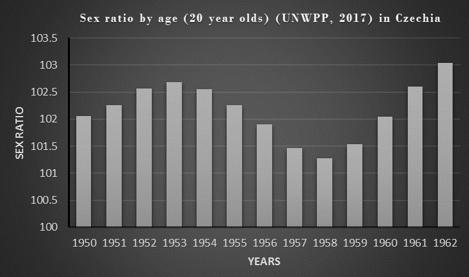 Sex ratio by age (20 year olds) (UNWPP, 2017) in Czechia
103.5
103
102.5
102
101.5
101
100.5
100
SEX RATIO
1950 1951 1952 1953 1954 1955 1956 1957 1958 1959 1960 1961 1962
YEARS